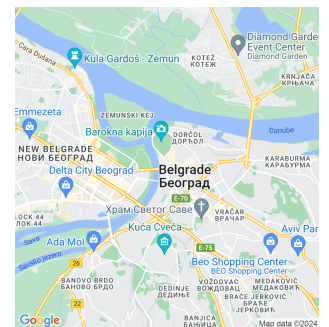 Diamond Garden
Event Center
Diamond Garden
КОТЕЖ
КОТЕЖ
Cara Dušana
Kula Gardoš - Zemun
KRNJAČA
КРЊАЧА
ZEMUNSKI KEJ
Emmezeta
Barokna kapija
DORĆOL
ДОРЋОЛ
Danube
NEW BELGRADE
НОВИ БЕОГРАД
KARABURMA
КАРАБУРМА
Delta City Beograd
Belgrade
Београд
E-70
LOCK 44
ЛОК 44
Храм Светог Саве
VRAČAR
ВРАЧАР
Kuća Cveća
Sava
Ada Mol
Aviv Par
E-75
Savsko jezero
Beo Shopping Center
BEO Shopping Center
26
BANOVO BRDO
БАНОВО БРДО
DEDINJE
ДЕДИЊЕ
VOŽDOVAC
ВОЖДОВАЦ
MEDAKOVIĆ
МЕДАКОВИЋ
22
BRAĆE JERKOVIĆ
БРАЋЕ
ЈЕРКОВИЋ
BANJICA
БАЊИЦА
Google
Map data ©2024